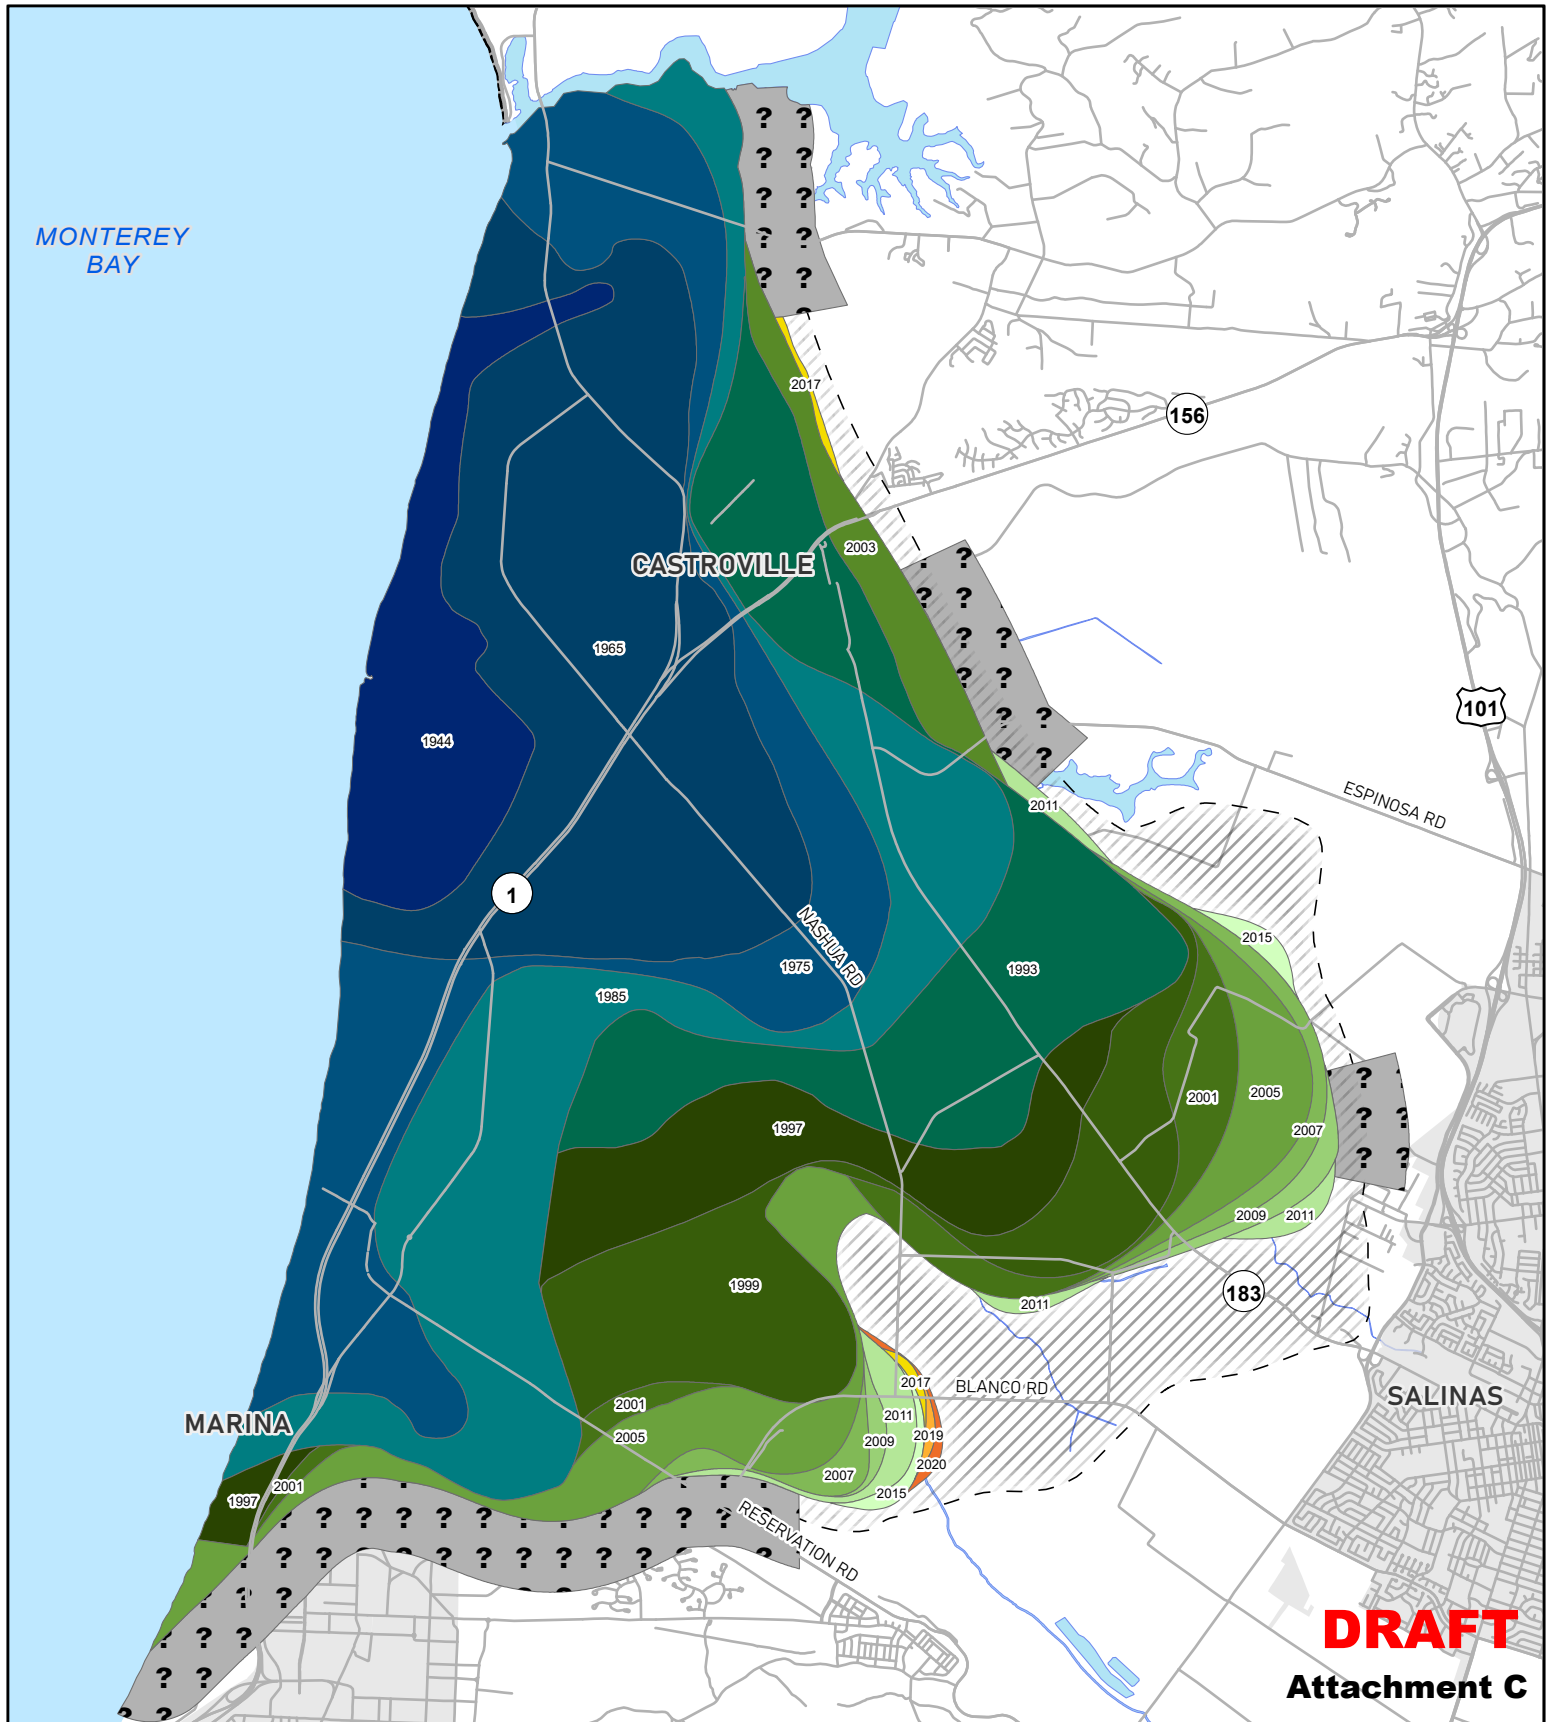 MONTEREY
BAY
2017
156
2003
CASTROVILLE
1965
101
1944
ESPINOSA RD
2011
1
NASHUA RD
2015
1975
1993
1985
2001
2005
1997
2007
2009
2011
1999
183
2011
2017
BLANCO RD
SALINAS
2001
MARINA
2011
2005
2009
2019
2020
2007
2001
2015
1997
RESERVATION RD
DRAFT
Attachment C